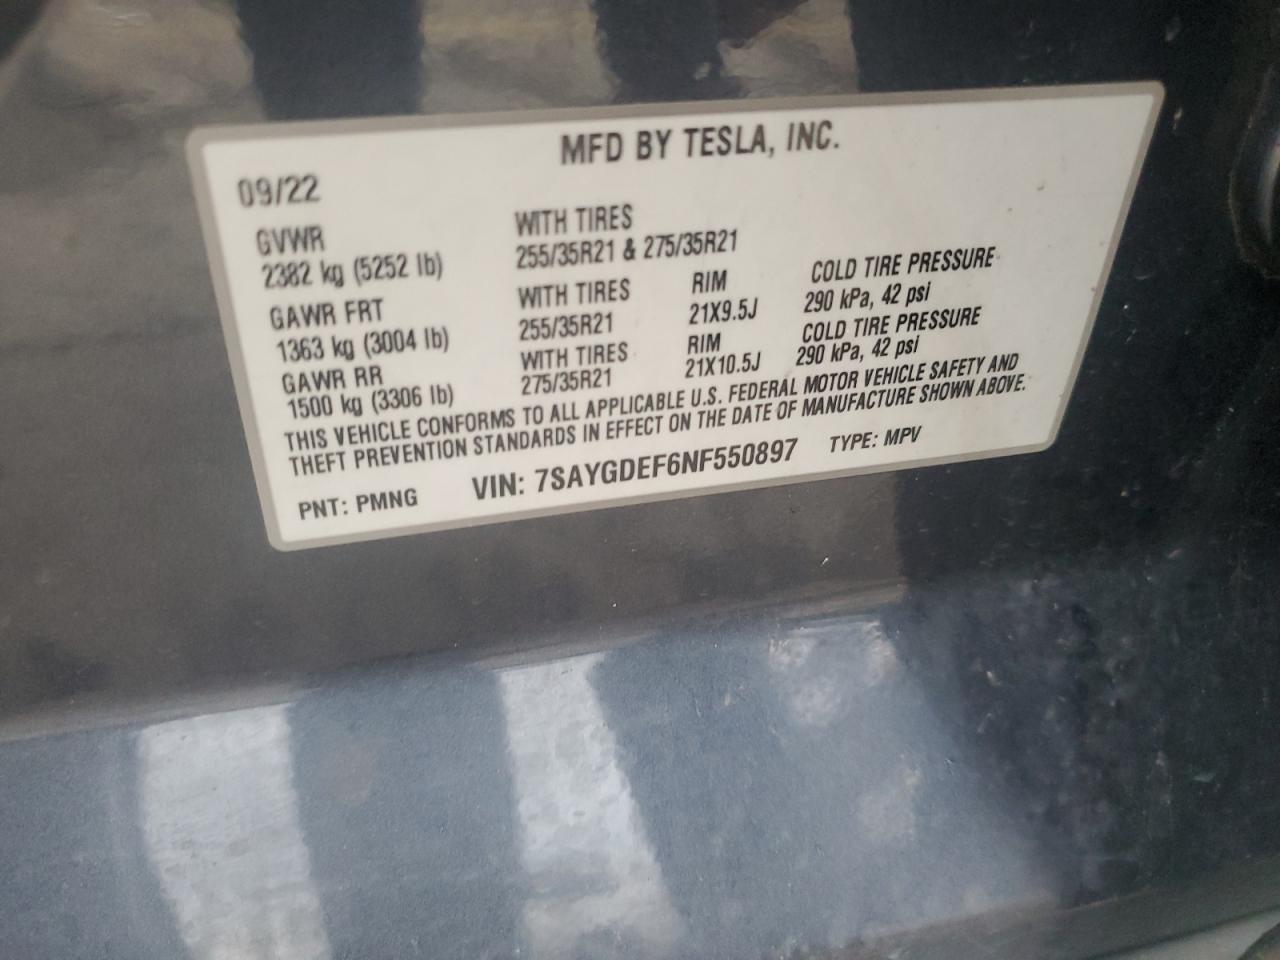 MFD BY TESLA, INC.
09/22
GVWR WITH TIRES
2382 kg (5252 lb) 255/35R21 & 275/35R21
GAWR FRT WITH TIRES RIM COLD TIRE PRESSURE
1363 kg (3004 lb) 255/35R21 21X9.5J 290 kPa, 42 psi
GAWR RR WITH TIRES RIM COLD TIRE PRESSURE
1500 kg (3306 lb) 275/35R21 21X10.5J 290 kPa, 42 psi
THIS VEHICLE CONFORMS TO ALL APPLICABLE U.S. FEDERAL MOTOR VEHICLE SAFETY AND
THEFT PREVENTION STANDARDS IN EFFECT ON THE DATE OF MANUFACTURE SHOWN ABOVE.
PNT: PMNG VIN: 7SAYGDEF6NF550897 TYPE: MPV